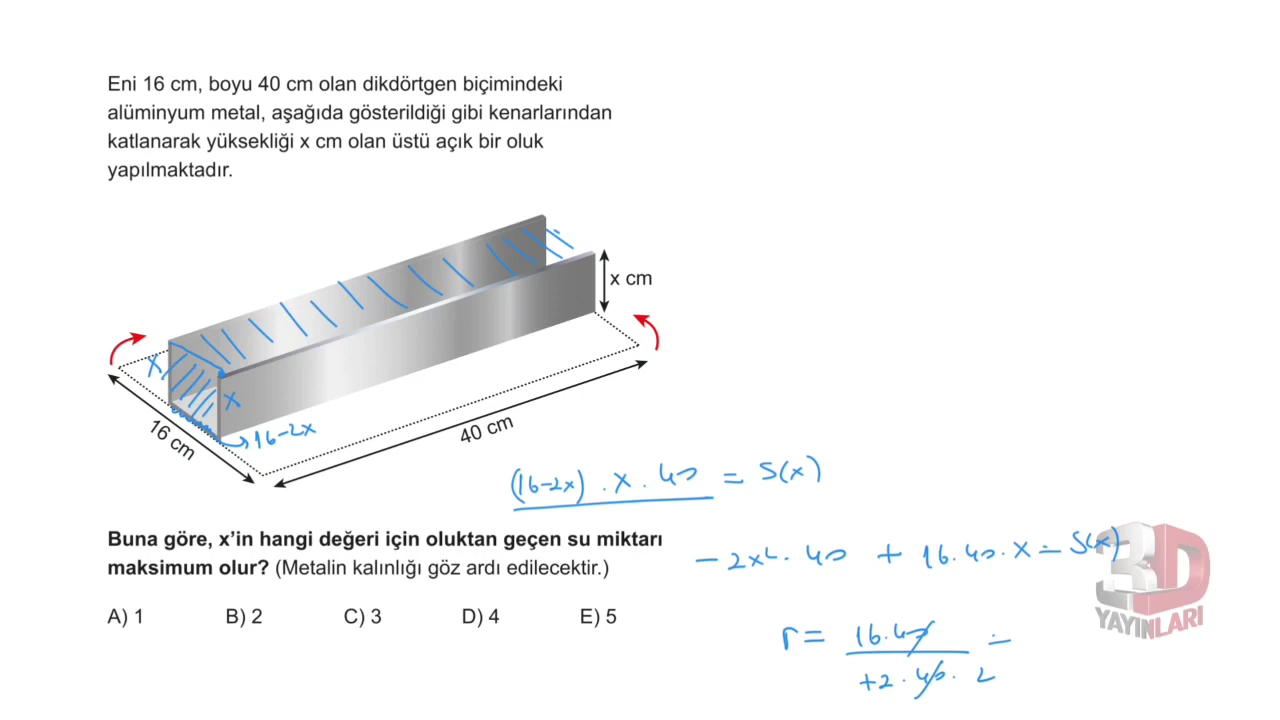 Eni 16 cm, boyu 40 cm olan dikdörtgen biçimindeki
alüminyum metal, aşağıda gösterildiği gibi kenarlarından
katlanarak yüksekliği x cm olan üstü açık bir oluk
yapılmaktadır.
x cm
x
x
16-2x
16 cm
40 cm
(16-2x) . x . 40 = S(x)
Buna göre, x'in hangi değeri için oluktan geçen su miktarı
maksimum olur? (Metalin kalınlığı göz ardı edilecektir.)
- 2x² . 40 + 16.40.x = S(x)
A) 1 B) 2 C) 3 D) 4 E) 5
r = 16.40 / +2.40.2 =
3D
YAYINLARI